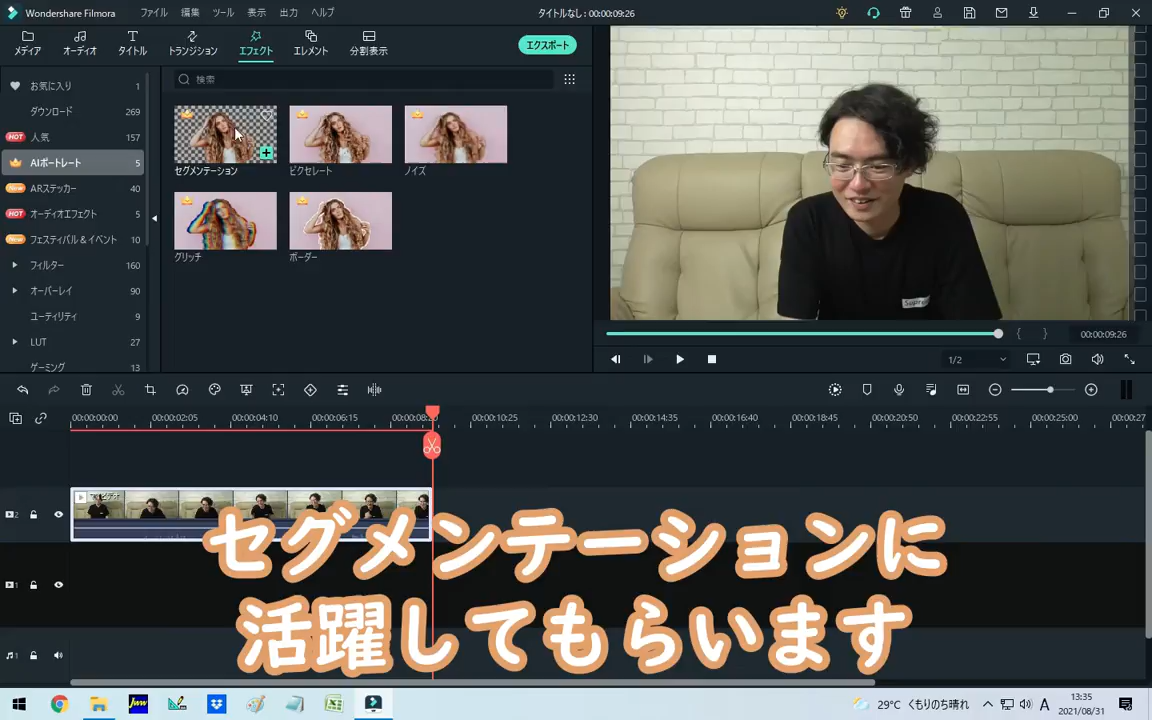 Wondershare Filmora
ファイル
編集
ツール
表示
出力
ヘルプ
タイトルなし : 00:00:09:26
メディア
オーディオ
タイトル
トランジション
エフェクト
エレメント
分割表示
エクスポート
お気に入り 1
ダウンロード 269
HOT 人気 157
AIポートレート 5
New ARステッカー 40
HOT オーディオエフェクト 5
New フェスティバル & イベント 10
フィルター 160
オーバーレイ 90
ユーティリティ 9
LUT 27
ゲーミング 13
検索
セグメンテーション
ピクセレート
ノイズ
グリッチ
ボーダー
00:00:09:26
1/2
00:00:00:00
00:00:02:05
00:00:04:10
00:00:06:15
00:00:10:25
00:00:12:30
00:00:14:35
00:00:16:40
00:00:18:45
00:00:20:50
00:00:22:55
00:00:25:00
00:00:27
2
1
1
セグメンテーションに
活躍してもらいます
Jww
29°C くもりのち晴れ
A
13:35
2021/08/31